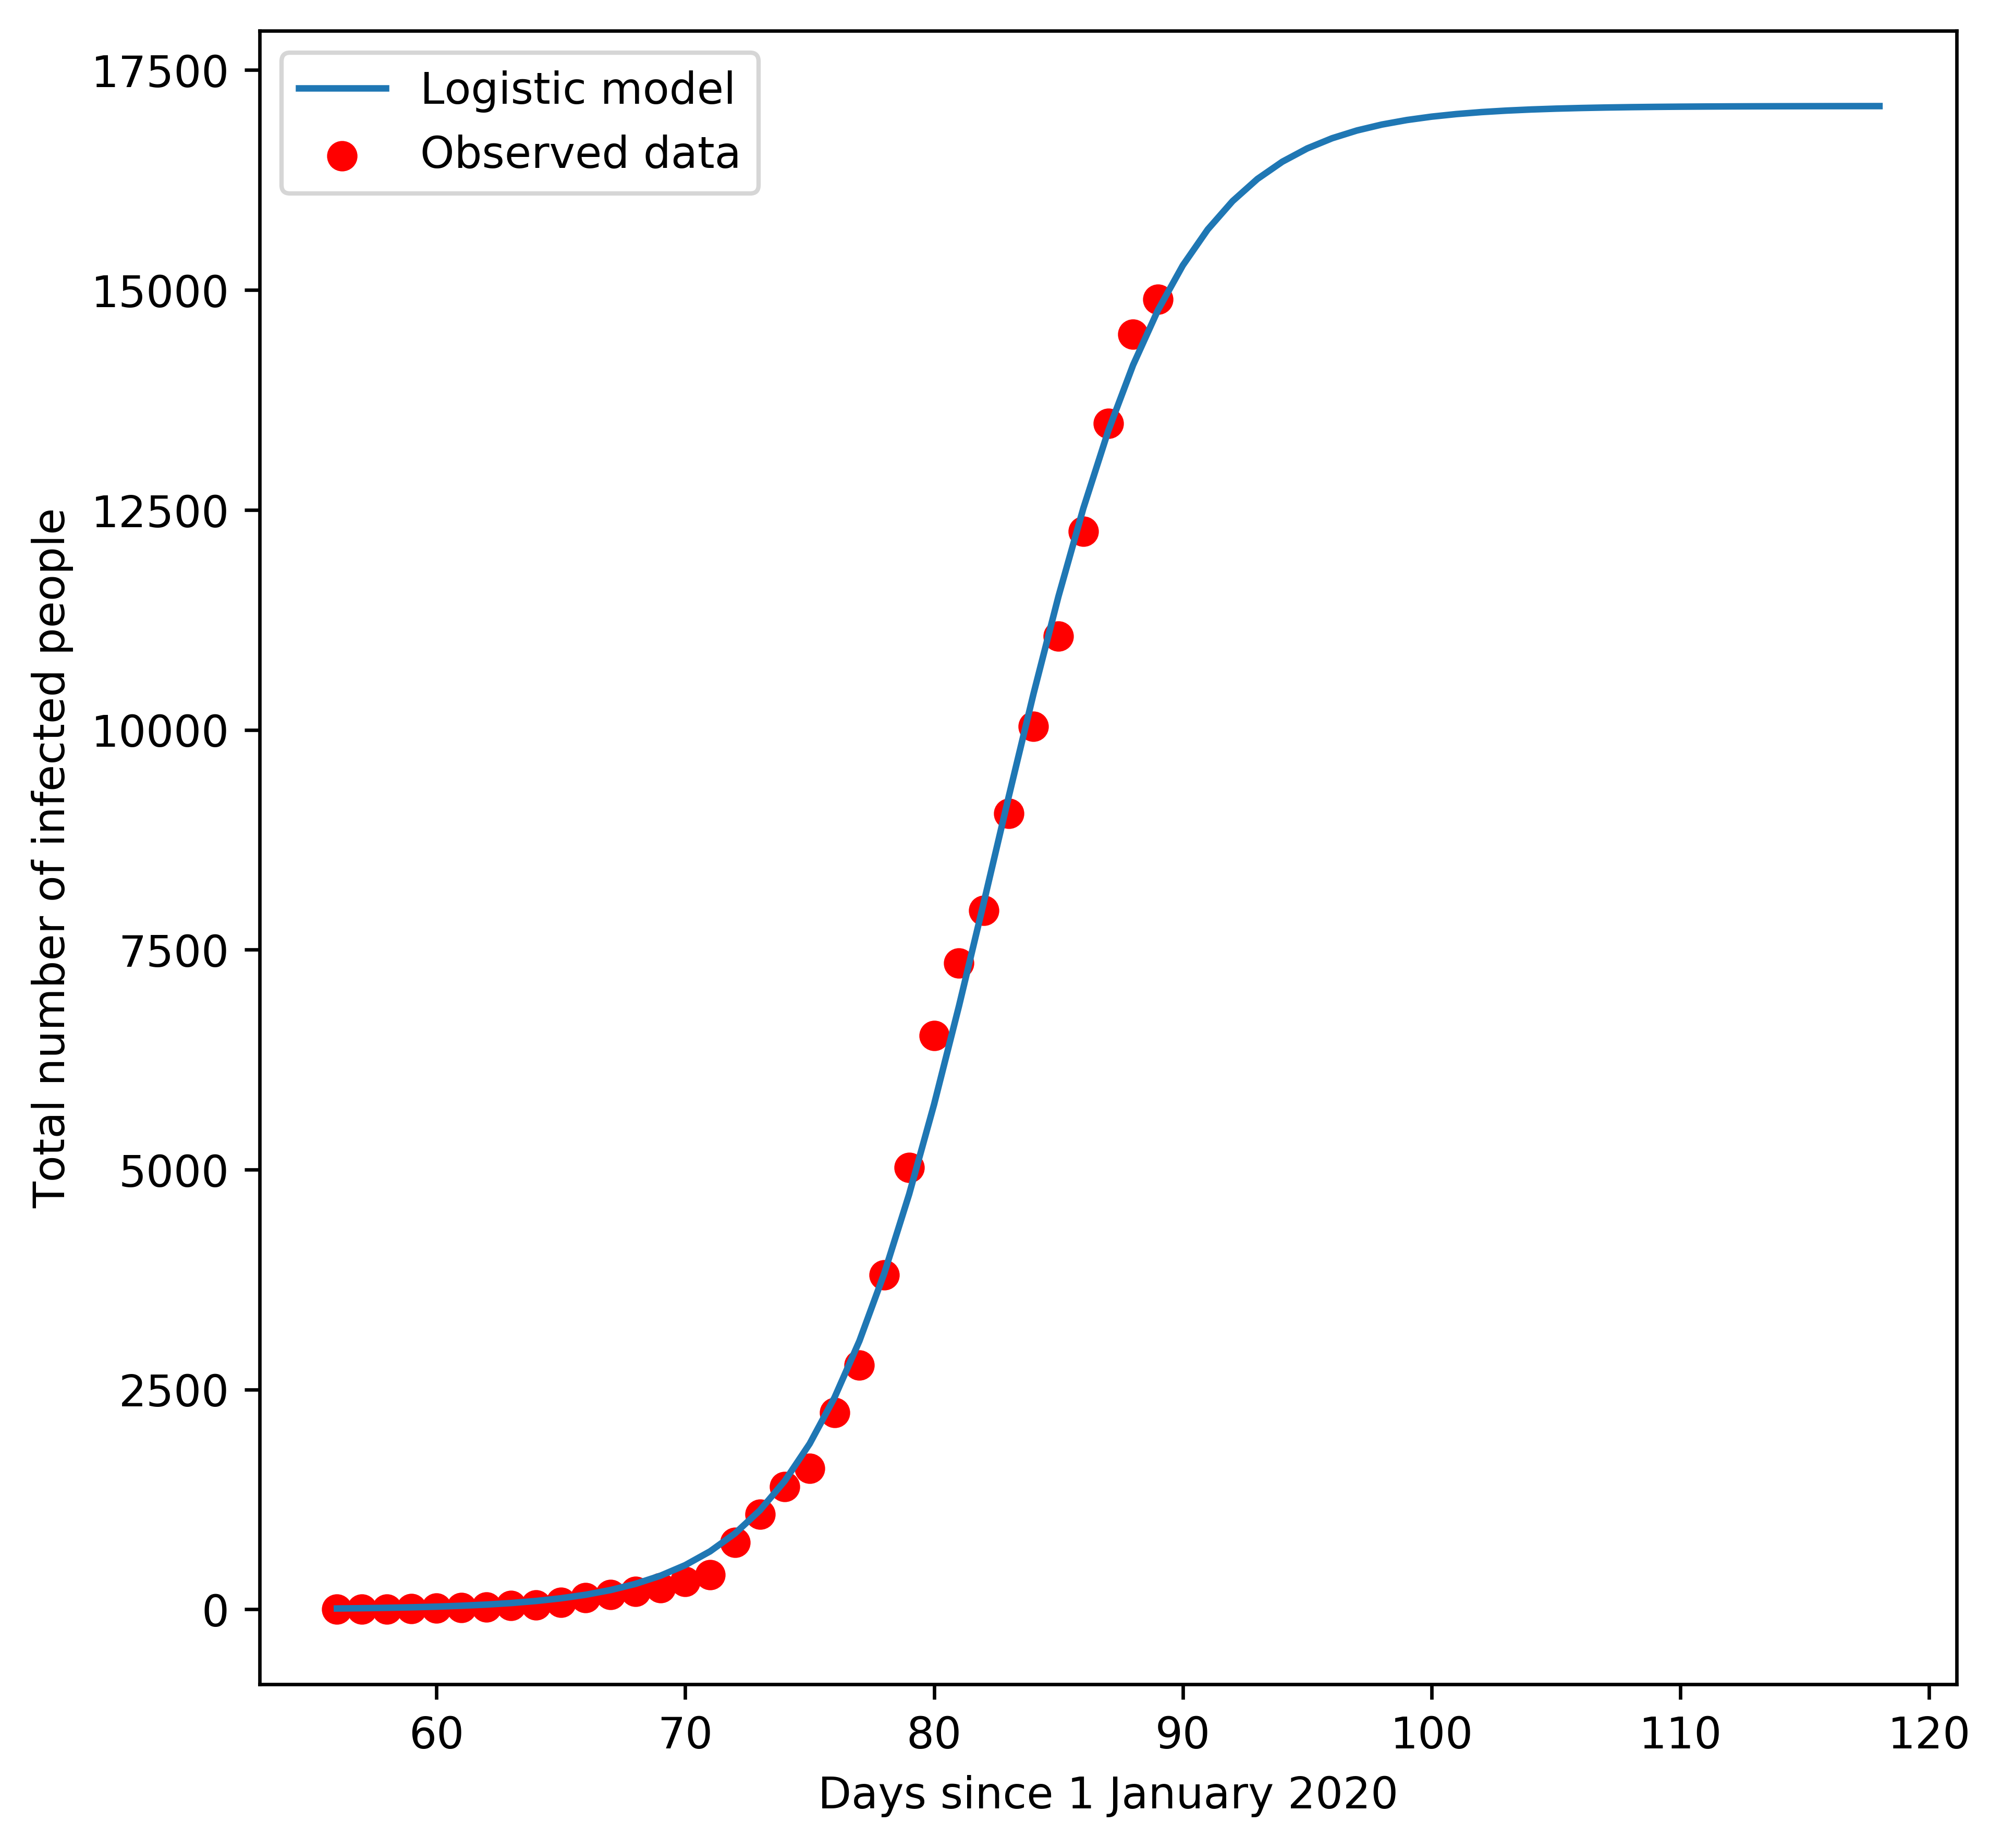 17500
15000
12500
10000
7500
5000
2500
0
Total number of infected people
Logistic model
Observed data
60 70 80 90 100 110 120
Days since 1 January 2020